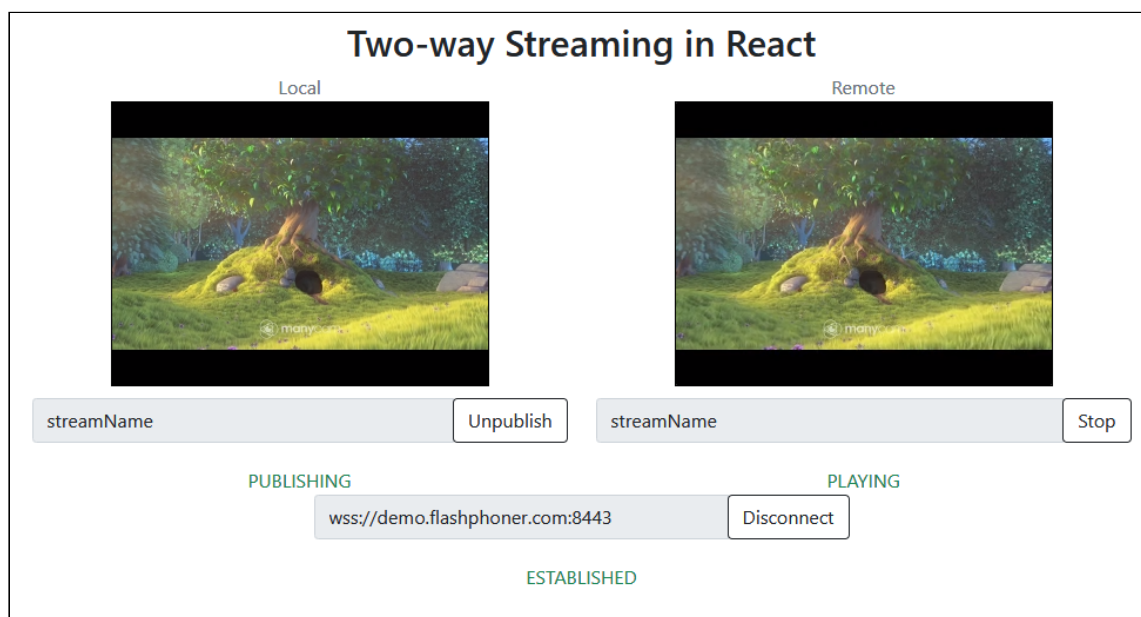 Two-way Streaming in React
Local
Remote
streamName
Unpublish
streamName
Stop
PUBLISHING
PLAYING
wss://demo.flashphoner.com:8443
Disconnect
ESTABLISHED